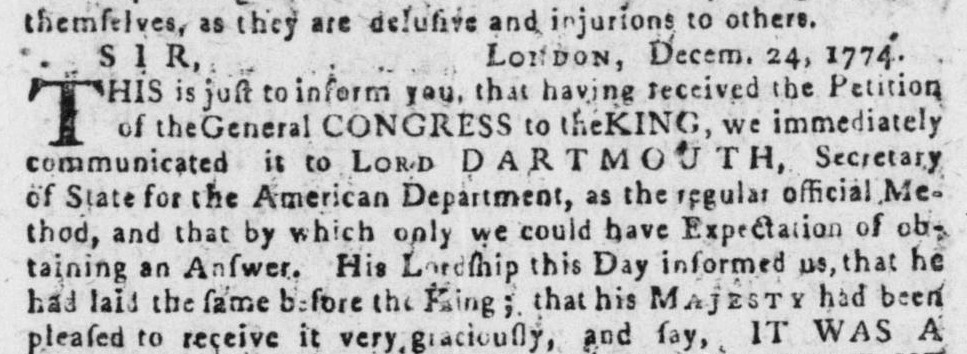 themſelves, as they are deluſive and injurious to others.
SIR, LONDON, Decem. 24, 1774.
THIS is juſt to inform you, that having received the Petition
of the General CONGRESS to the KING, we immediately
communicated it to LORD DARTMOUTH, Secretary
of State for the American Department, as the regular official Me-
thod, and that by which only we could have Expectation of ob-
taining an Anſwer. His Lordſhip this Day informed us, that he
had laid the ſame before the King; that his MAJESTY had been
pleaſed to receive it very graciouſly, and ſay, IT WAS A